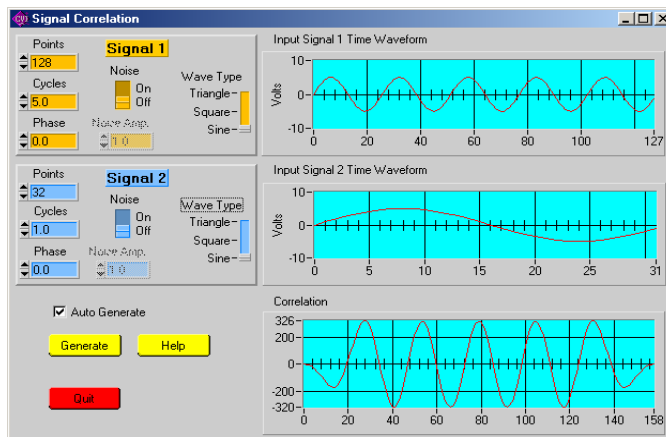 CVI Signal Correlation
Points
128
Cycles
5.0
Phase
0.0
Signal 1
Noise
On
Off
Noise Amp.
1.0
Wave Type
Triangle
Square
Sine
Input Signal 1 Time Waveform
Volts
10
0
-10
0 20 40 60 80 100 127
Points
32
Cycles
1.0
Phase
0.0
Signal 2
Noise
On
Off
Noise Amp.
1.0
Wave Type
Triangle
Square
Sine
Input Signal 2 Time Waveform
Volts
10
0
-10
0 5 10 15 20 25 31
Auto Generate
Generate Help
Quit
Correlation
326
200
0
-200
-320
0 20 40 60 80 100 120 140 158